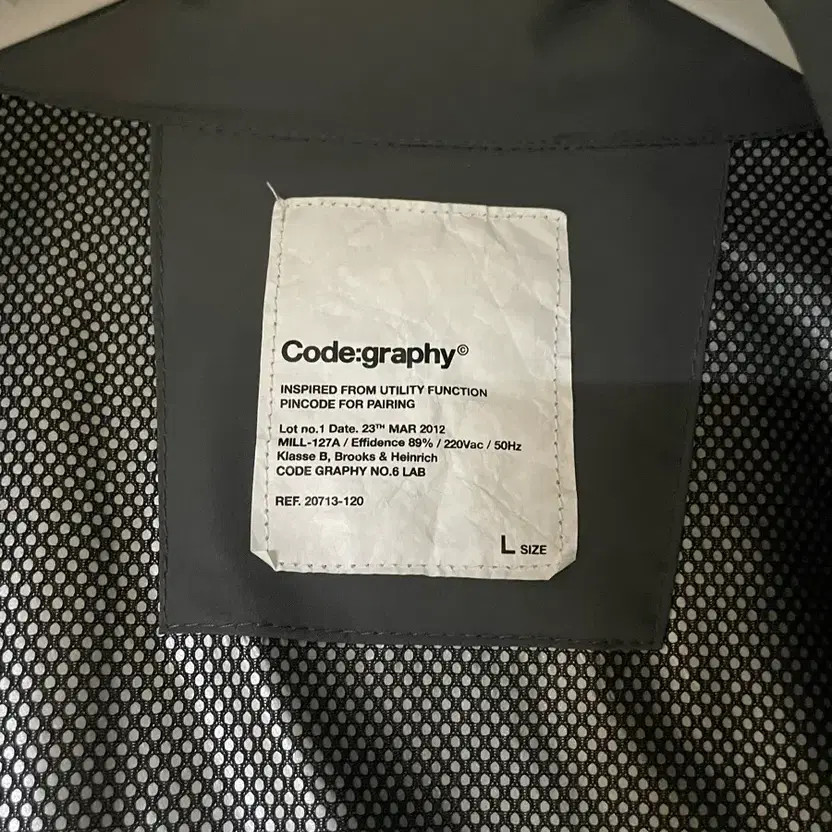 Code:graphy©
INSPIRED FROM UTILITY FUNCTION
PINCODE FOR PAIRING
Lot no.1 Date. 23TH MAR 2012
MILL-127A / Effidence 89% / 220Vac / 50Hz
Klasse B, Brooks & Heinrich
CODE GRAPHY NO.6 LAB
REF. 20713-120
L SIZE